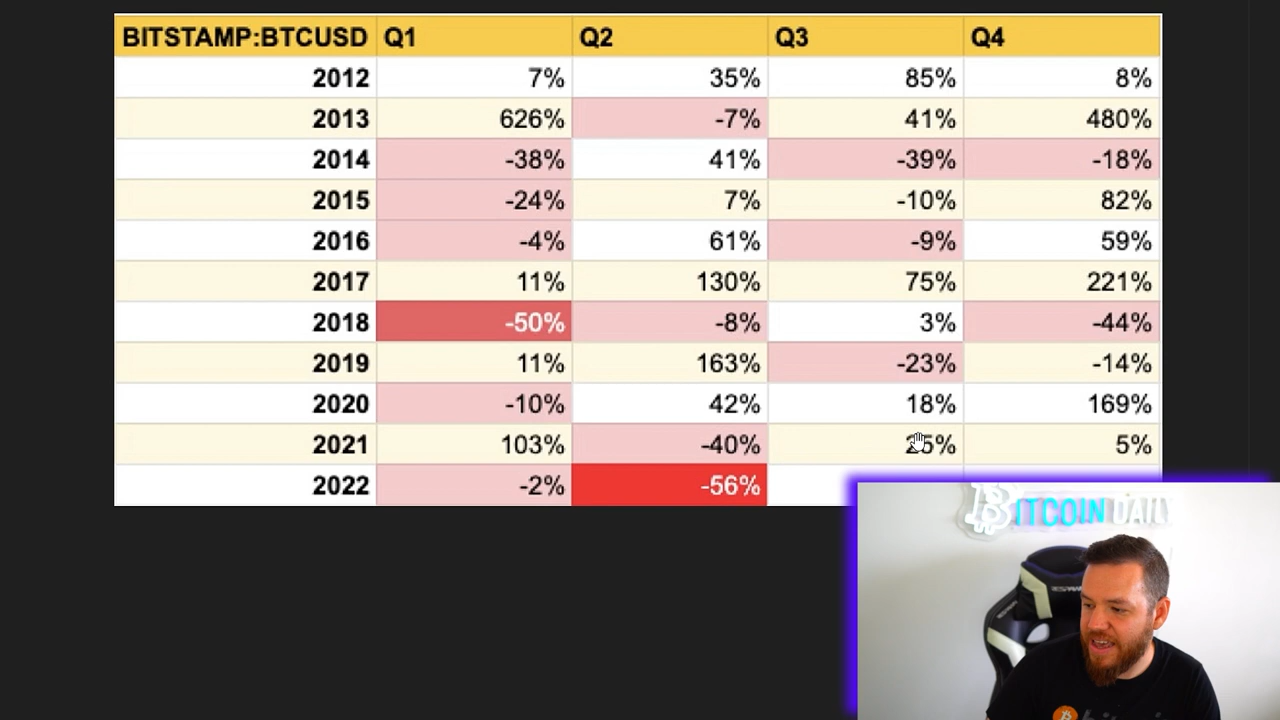 BITSTAMP:BTCUSD Q1 Q2 Q3 Q4
2012 7% 35% 85% 8%
2013 626% -7% 41% 480%
2014 -38% 41% -39% -18%
2015 -24% 7% -10% 82%
2016 -4% 61% -9% 59%
2017 11% 130% 75% 221%
2018 -50% -8% 3% -44%
2019 11% 163% -23% -14%
2020 -10% 42% 18% 169%
2021 103% -40% 25% 5%
2022 -2% -56%
BITCOIN DAILY